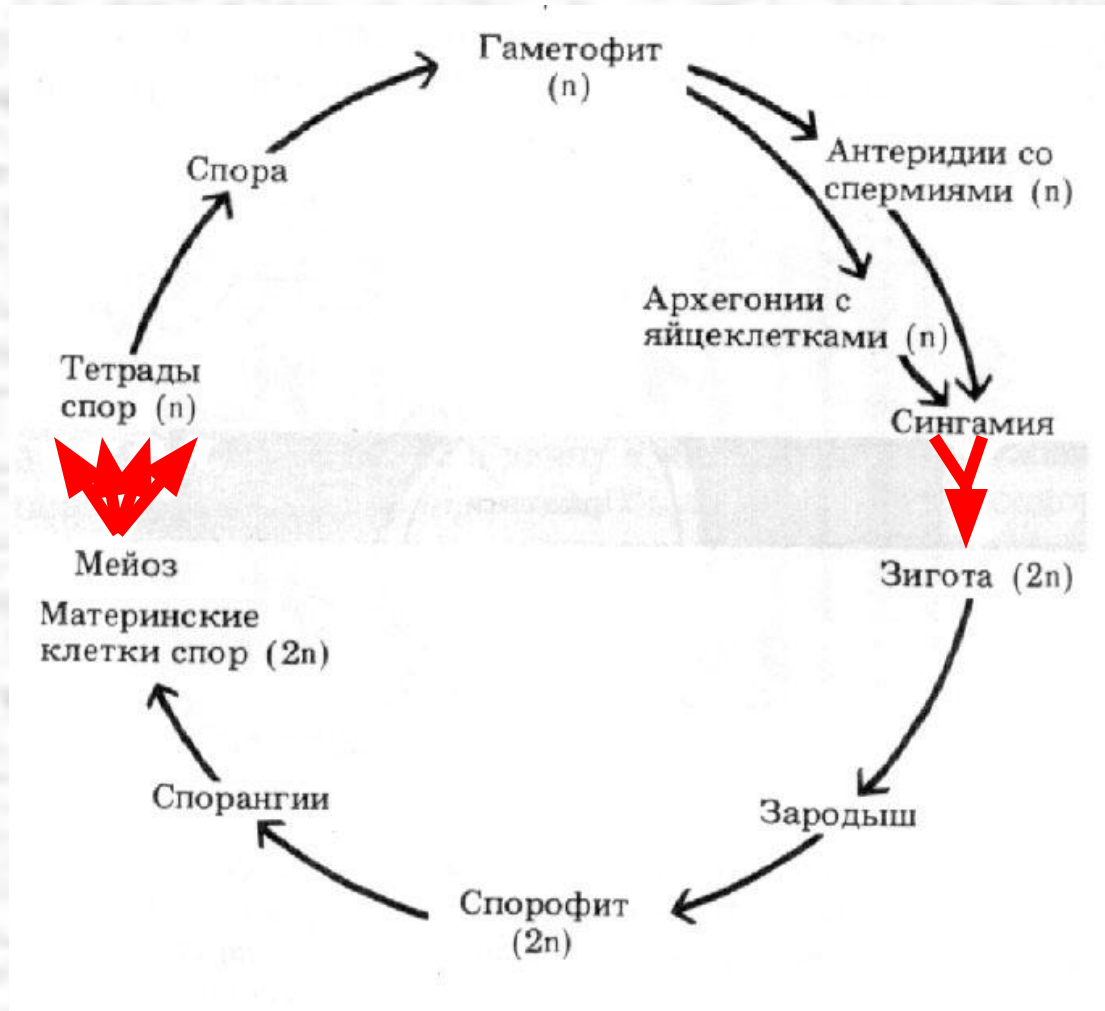 Гаметофит
(n)
Антеридии со
спермиями (n)
Архегонии с
яйцеклетками (n)
Сингамия
Зигота (2n)
Зародыш
Спорофит
(2n)
Спорангии
Материнские
клетки спор (2n)
Мейоз
Тетрады
спор (n)
Спора